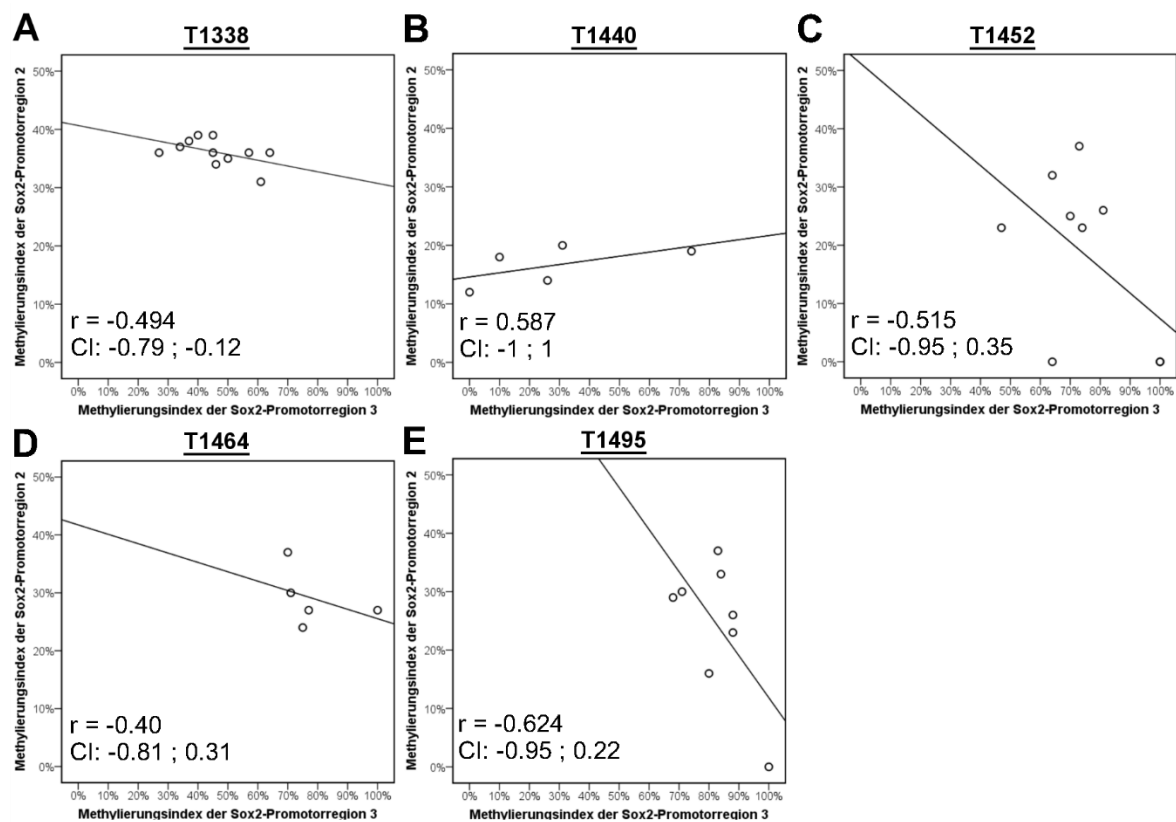 A
T1338
Methylierungsindex der Sox2-Promotorregion 2
50%
40%
30%
20%
10%
0%
r = -0.494
CI: -0.79 ; -0.12
0% 10% 20% 30% 40% 50% 60% 70% 80% 90% 100%
Methylierungsindex der Sox2-Promotorregion 3
B
T1440
Methylierungsindex der Sox2-Promotorregion 2
50%
40%
30%
20%
10%
0%
r = 0.587
CI: -1 ; 1
0% 10% 20% 30% 40% 50% 60% 70% 80% 90% 100%
Methylierungsindex der Sox2-Promotorregion 3
C
T1452
Methylierungsindex der Sox2-Promotorregion 2
50%
40%
30%
20%
10%
0%
r = -0.515
CI: -0.95 ; 0.35
0% 10% 20% 30% 40% 50% 60% 70% 80% 90% 100%
Methylierungsindex der Sox2-Promotorregion 3
D
T1464
Methylierungsindex der Sox2-Promotorregion 2
50%
40%
30%
20%
10%
0%
r = -0.40
CI: -0.81 ; 0.31
0% 10% 20% 30% 40% 50% 60% 70% 80% 90% 100%
Methylierungsindex der Sox2-Promotorregion 3
E
T1495
Methylierungsindex der Sox2-Promotorregion 2
50%
40%
30%
20%
10%
0%
r = -0.624
CI: -0.95 ; 0.22
0% 10% 20% 30% 40% 50% 60% 70% 80% 90% 100%
Methylierungsindex der Sox2-Promotorregion 3